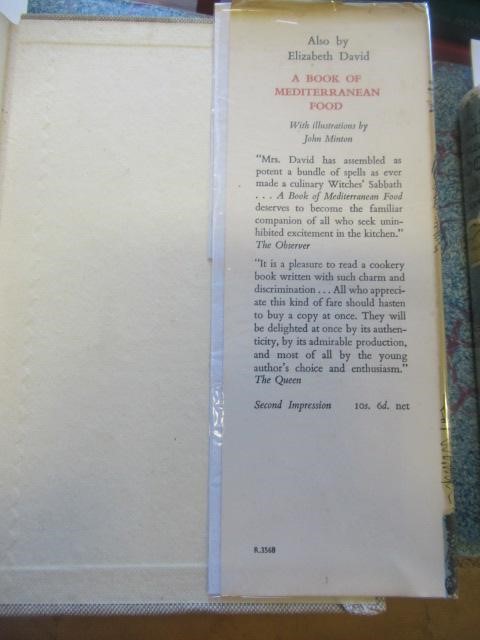 Also by
Elizabeth David
A BOOK OF
MEDITERRANEAN
FOOD
With illustrations by
John Minton
"Mrs. David has assembled as
potent a bundle of spells as ever
made a culinary Witches' Sabbath
. . . A Book of Mediterranean Food
deserves to become the familiar
companion of all who seek unin-
hibited excitement in the kitchen."
The Observer
"It is a pleasure to read a cookery
book written with such charm and
discrimination . . . All who appreci-
ate this kind of fare should hasten
to buy a copy at once. They will
be delighted at once by its authen-
ticity, by its admirable production,
and most of all by the young
author's choice and enthusiasm."
The Queen
Second Impression 10s. 6d. net
R.3568